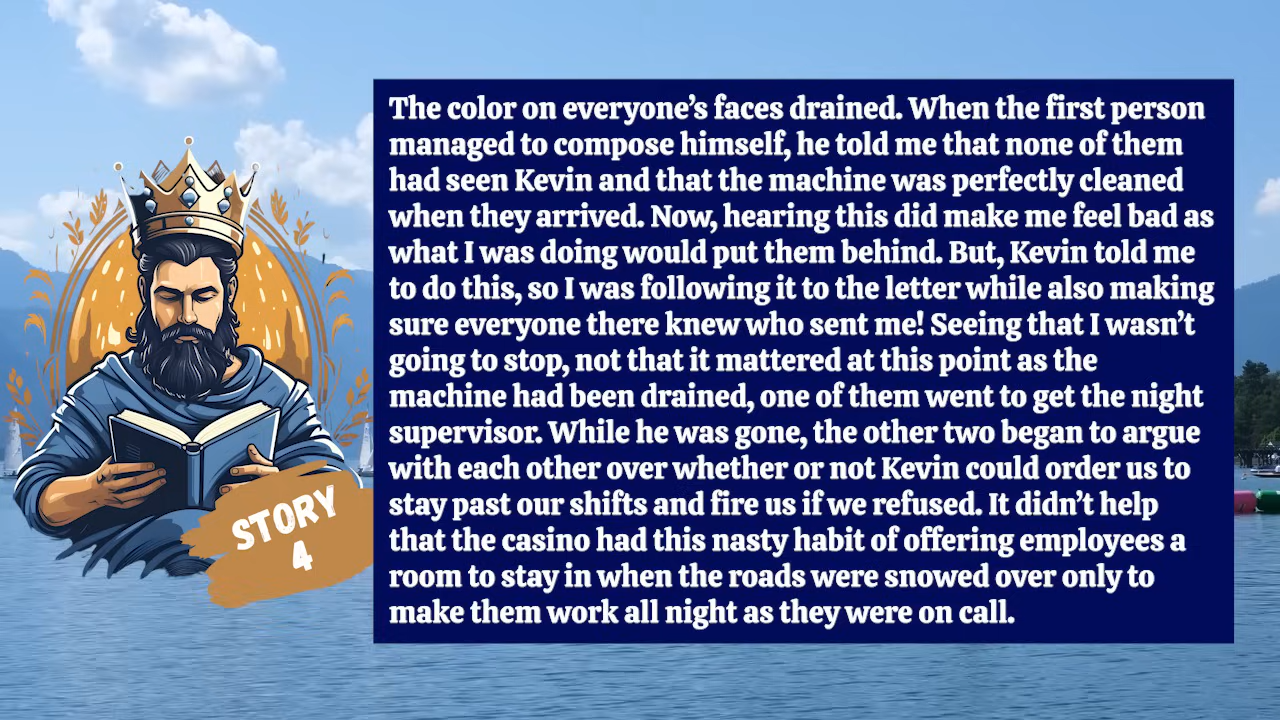 The color on everyone’s faces drained. When the first person
managed to compose himself, he told me that none of them
had seen Kevin and that the machine was perfectly cleaned
when they arrived. Now, hearing this did make me feel bad as
what I was doing would put them behind. But, Kevin told me
to do this, so I was following it to the letter while also making
sure everyone there knew who sent me! Seeing that I wasn’t
going to stop, not that it mattered at this point as the
machine had been drained, one of them went to get the night
supervisor. While he was gone, the other two began to argue
with each other over whether or not Kevin could order us to
stay past our shifts and fire us if we refused. It didn’t help
that the casino had this nasty habit of offering employees a
room to stay in when the roads were snowed over only to
make them work all night as they were on call.
STORY
4